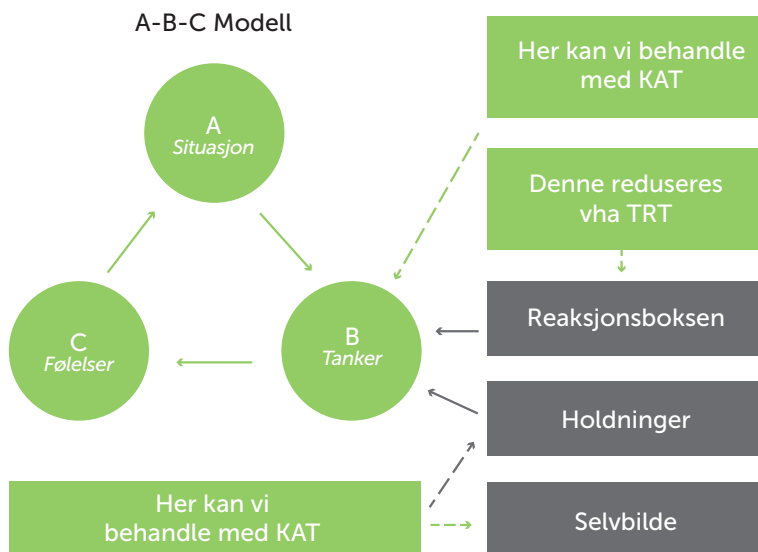 A-B-C Modell
A
Situasjon
B
Tanker
C
Følelser
Her kan vi behandle
med KAT
Denne reduseres
vha TRT
Reaksjonsboksen
Holdninger
Selvbilde
Her kan vi
behandle med KAT